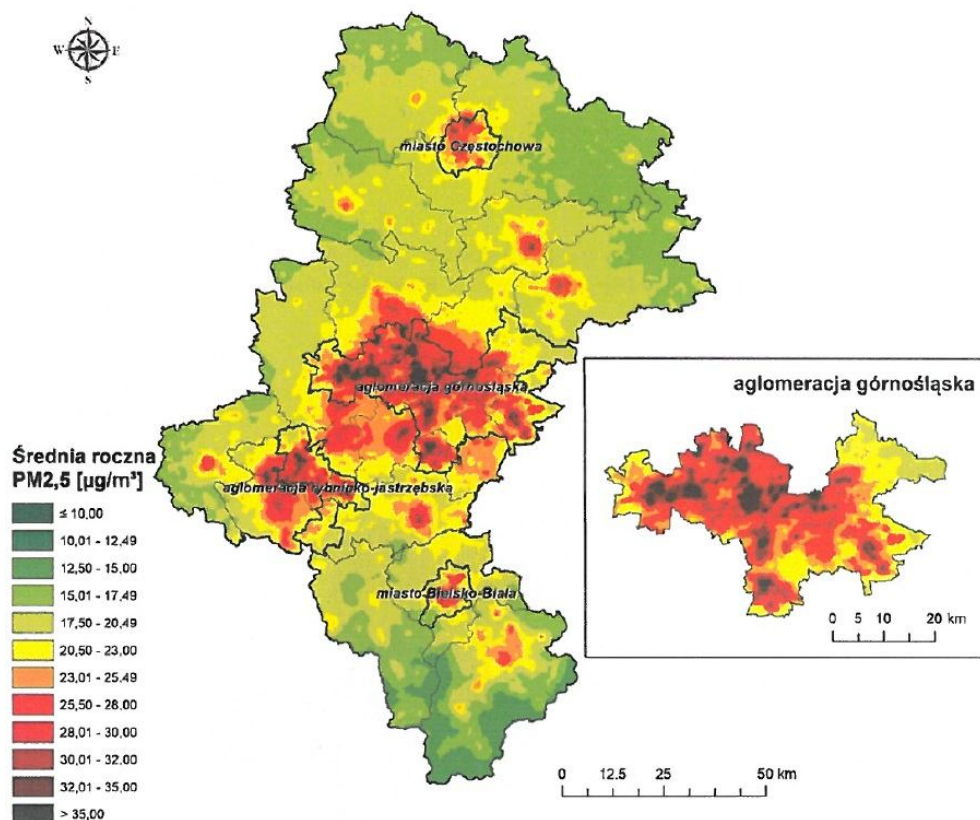 N
W E
S
miasto Częstochowa
aglomeracja górnośląska
aglomeracja rybnicko-jastrzębska
miasto Bielsko-Biała
aglomeracja górnośląska
0 5 10 20 km
0 12.5 25 50 km
Średnia roczna
PM2,5 [µg/m³]
≤ 10,00
10,01 - 12,49
12,50 - 15,00
15,01 - 17,49
17,50 - 20,49
20,50 - 23,00
23,01 - 25,49
25,50 - 28,00
28,01 - 30,00
30,01 - 32,00
32,01 - 35,00
> 35,00